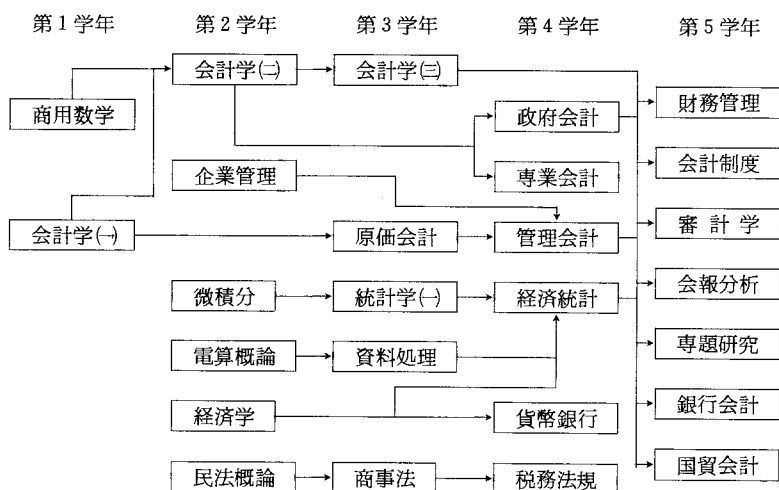 第1学年 第2学年 第3学年 第4学年 第5学年
会計学(二) 会計学(三)
商用数学 政府会計 財務管理
企業管理 専業会計 会計制度
会計学(一) 原価会計 管理会計 審計学
微積分 統計学(一) 経済統計 会報分析
電算概論 資料処理 専題研究
経済学 貨幣銀行 銀行会計
民法概論 商事法 税務法規 国貿会計